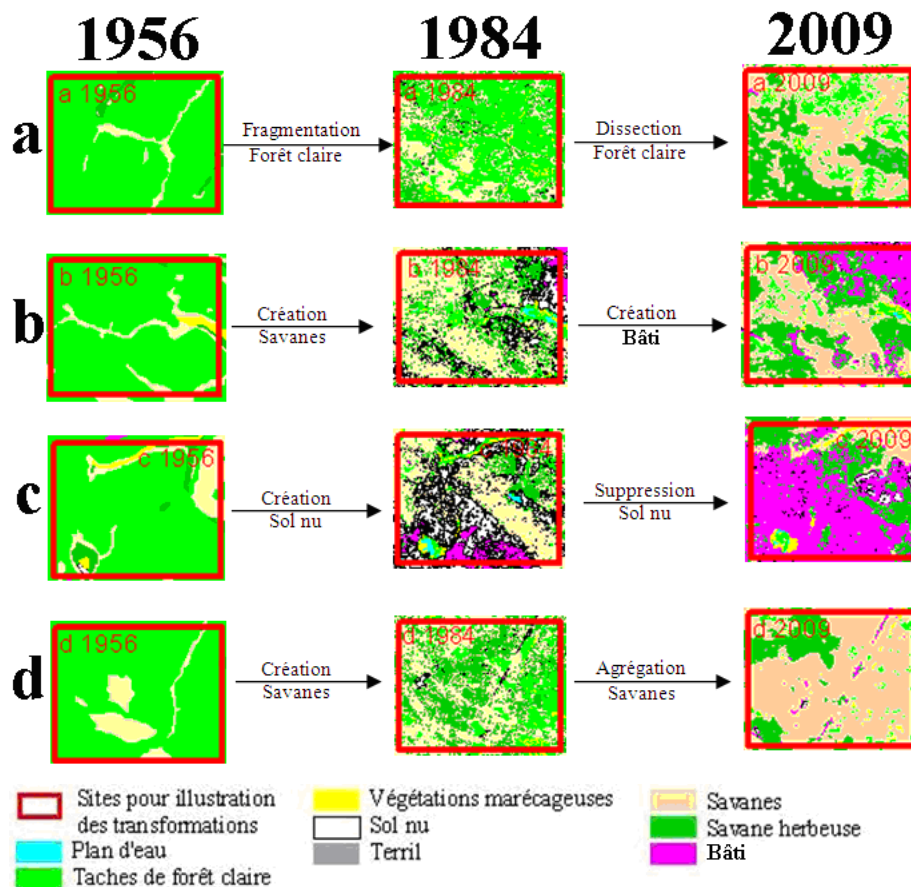 1956 1984 2009
a
a 1956
Fragmentation
Forêt claire
a 1984
Dissection
Forêt claire
a 2009
b
b 1956
Création
Savanes
b 1984
Création
Bâti
b 2009
c
c 1956
Création
Sol nu
Suppression
Sol nu
c 2009
d
d 1956
Création
Savanes
d 1984
Agrégation
Savanes
d 2009
Sites pour illustration
des transformations
Plan d'eau
Taches de forêt claire
Végétations marécageuses
Sol nu
Terril
Savanes
Savane herbeuse
Bâti